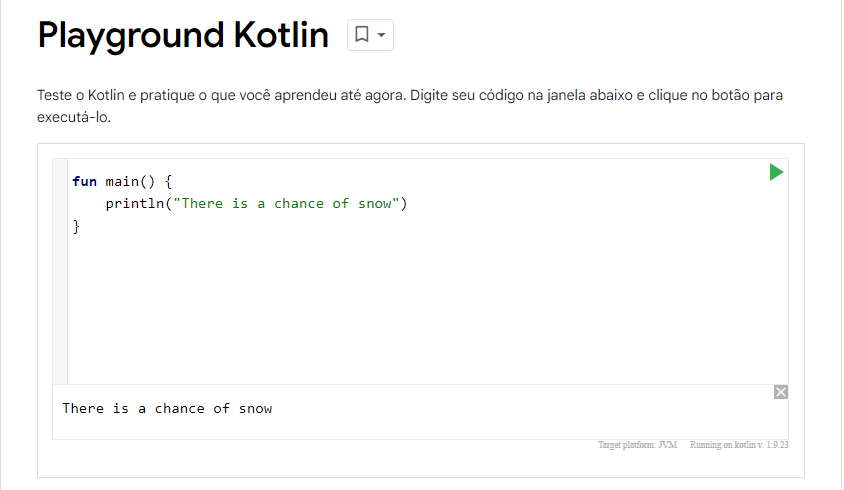 Playground Kotlin
Teste o Kotlin e pratique o que você aprendeu até agora. Digite seu código na janela abaixo e clique no botão para
executá-lo.
fun main() {
    println("There is a chance of snow")
}
There is a chance of snow
Target platform: JVM    Running on kotlin v. 1.9.23